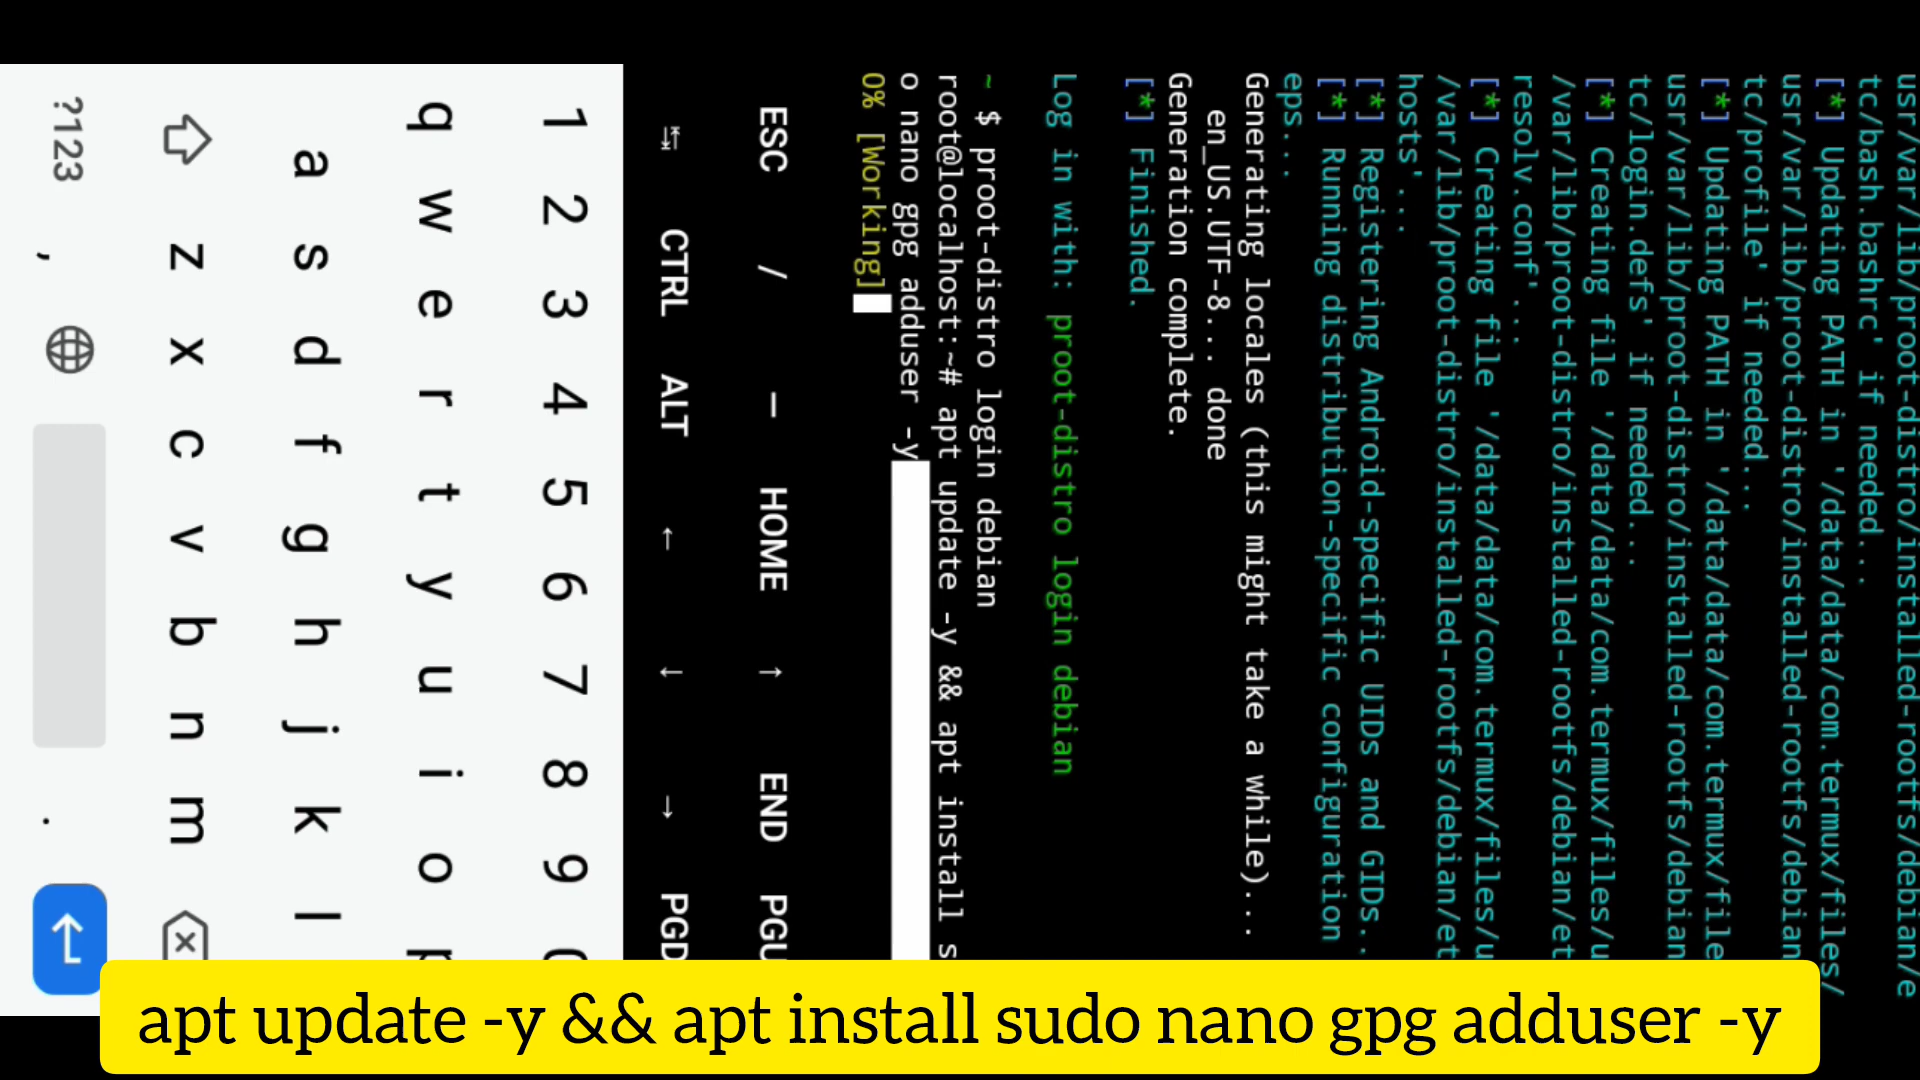 usr/var/lib/proot-distro/installed-rootfs/debian/e
tc/bash.bashrc' if needed...
[*] Updating PATH in '/data/data/com.termux/files/
usr/var/lib/proot-distro/installed-rootfs/debian
tc/profile' if needed...
[*] Updating PATH in '/data/data/com.termux/file
usr/var/lib/proot-distro/installed-rootfs/debian
tc/login.defs' if needed...
[*] Creating file '/data/data/com.termux/files/u
/var/lib/proot-distro/installed-rootfs/debian/et
resolv.conf'...
[*] Creating file '/data/data/com.termux/files/u
/var/lib/proot-distro/installed-rootfs/debian/et
hosts'...
[*] Registering Android-specific UIDs and GIDs..
[*] Running distribution-specific configuration
eps...
Generating locales (this might take a while)...
en_US.UTF-8... done
Generation complete.
[*] Finished.
Log in with: proot-distro login debian
~ $ proot-distro login debian
root@localhost:~# apt update -y && apt install s
o nano gpg adduser -y
0% [Working]
ESC / — HOME ↑ END PGU
↹ CTRL ALT ← ↓ → PGD
1 2 3 4 5 6 7 8 9 0
q w e r t y u i o p
a s d f g h j k l
z x c v b n m
?123 , .
apt update -y && apt install sudo nano gpg adduser -y